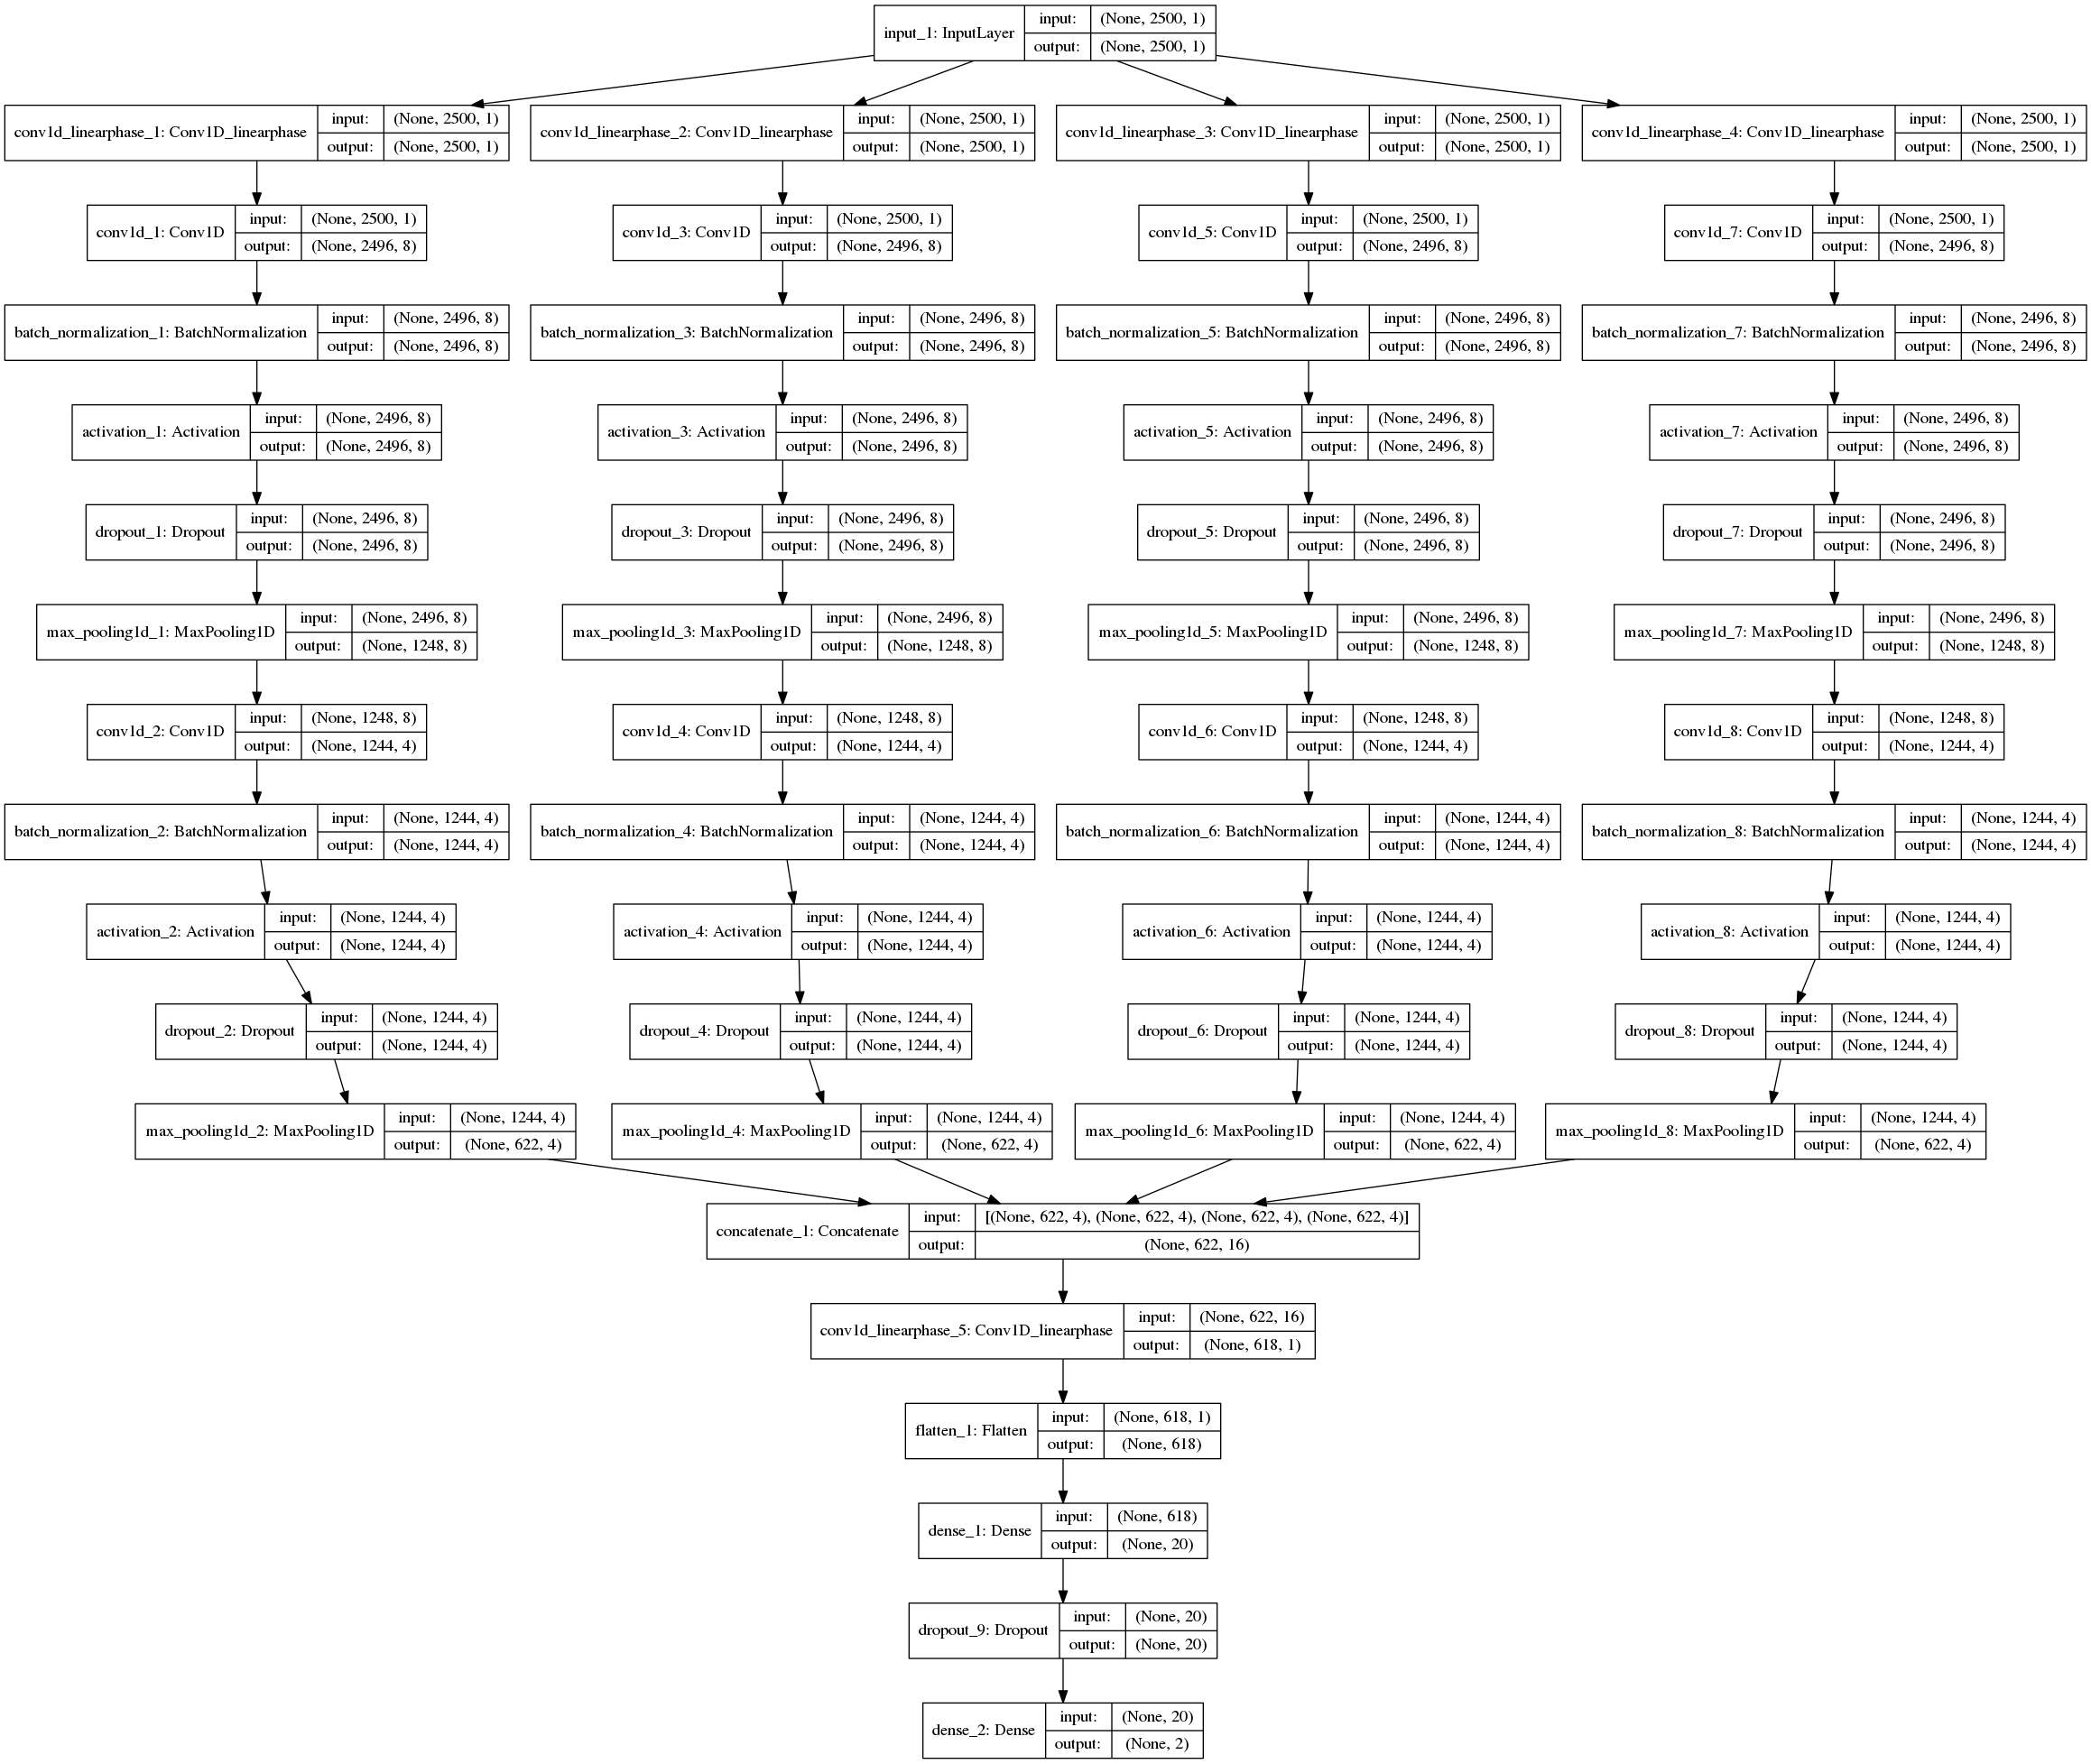 input_1: InputLayer input: (None, 2500, 1)
output: (None, 2500, 1)
conv1d_linearphase_1: Conv1D_linearphase input: (None, 2500, 1)
output: (None, 2500, 1)
conv1d_linearphase_2: Conv1D_linearphase input: (None, 2500, 1)
output: (None, 2500, 1)
conv1d_linearphase_3: Conv1D_linearphase input: (None, 2500, 1)
output: (None, 2500, 1)
conv1d_linearphase_4: Conv1D_linearphase input: (None, 2500, 1)
output: (None, 2500, 1)
conv1d_1: Conv1D input: (None, 2500, 1)
output: (None, 2496, 8)
conv1d_3: Conv1D input: (None, 2500, 1)
output: (None, 2496, 8)
conv1d_5: Conv1D input: (None, 2500, 1)
output: (None, 2496, 8)
conv1d_7: Conv1D input: (None, 2500, 1)
output: (None, 2496, 8)
batch_normalization_1: BatchNormalization input: (None, 2496, 8)
output: (None, 2496, 8)
batch_normalization_3: BatchNormalization input: (None, 2496, 8)
output: (None, 2496, 8)
batch_normalization_5: BatchNormalization input: (None, 2496, 8)
output: (None, 2496, 8)
batch_normalization_7: BatchNormalization input: (None, 2496, 8)
output: (None, 2496, 8)
activation_1: Activation input: (None, 2496, 8)
output: (None, 2496, 8)
activation_3: Activation input: (None, 2496, 8)
output: (None, 2496, 8)
activation_5: Activation input: (None, 2496, 8)
output: (None, 2496, 8)
activation_7: Activation input: (None, 2496, 8)
output: (None, 2496, 8)
dropout_1: Dropout input: (None, 2496, 8)
output: (None, 2496, 8)
dropout_3: Dropout input: (None, 2496, 8)
output: (None, 2496, 8)
dropout_5: Dropout input: (None, 2496, 8)
output: (None, 2496, 8)
dropout_7: Dropout input: (None, 2496, 8)
output: (None, 2496, 8)
max_pooling1d_1: MaxPooling1D input: (None, 2496, 8)
output: (None, 1248, 8)
max_pooling1d_3: MaxPooling1D input: (None, 2496, 8)
output: (None, 1248, 8)
max_pooling1d_5: MaxPooling1D input: (None, 2496, 8)
output: (None, 1248, 8)
max_pooling1d_7: MaxPooling1D input: (None, 2496, 8)
output: (None, 1248, 8)
conv1d_2: Conv1D input: (None, 1248, 8)
output: (None, 1244, 4)
conv1d_4: Conv1D input: (None, 1248, 8)
output: (None, 1244, 4)
conv1d_6: Conv1D input: (None, 1248, 8)
output: (None, 1244, 4)
conv1d_8: Conv1D input: (None, 1248, 8)
output: (None, 1244, 4)
batch_normalization_2: BatchNormalization input: (None, 1244, 4)
output: (None, 1244, 4)
batch_normalization_4: BatchNormalization input: (None, 1244, 4)
output: (None, 1244, 4)
batch_normalization_6: BatchNormalization input: (None, 1244, 4)
output: (None, 1244, 4)
batch_normalization_8: BatchNormalization input: (None, 1244, 4)
output: (None, 1244, 4)
activation_2: Activation input: (None, 1244, 4)
output: (None, 1244, 4)
activation_4: Activation input: (None, 1244, 4)
output: (None, 1244, 4)
activation_6: Activation input: (None, 1244, 4)
output: (None, 1244, 4)
activation_8: Activation input: (None, 1244, 4)
output: (None, 1244, 4)
dropout_2: Dropout input: (None, 1244, 4)
output: (None, 1244, 4)
dropout_4: Dropout input: (None, 1244, 4)
output: (None, 1244, 4)
dropout_6: Dropout input: (None, 1244, 4)
output: (None, 1244, 4)
dropout_8: Dropout input: (None, 1244, 4)
output: (None, 1244, 4)
max_pooling1d_2: MaxPooling1D input: (None, 1244, 4)
output: (None, 622, 4)
max_pooling1d_4: MaxPooling1D input: (None, 1244, 4)
output: (None, 622, 4)
max_pooling1d_6: MaxPooling1D input: (None, 1244, 4)
output: (None, 622, 4)
max_pooling1d_8: MaxPooling1D input: (None, 1244, 4)
output: (None, 622, 4)
concatenate_1: Concatenate input: [(None, 622, 4), (None, 622, 4), (None, 622, 4), (None, 622, 4)]
output: (None, 622, 16)
conv1d_linearphase_5: Conv1D_linearphase input: (None, 622, 16)
output: (None, 618, 1)
flatten_1: Flatten input: (None, 618, 1)
output: (None, 618)
dense_1: Dense input: (None, 618)
output: (None, 20)
dropout_9: Dropout input: (None, 20)
output: (None, 20)
dense_2: Dense input: (None, 20)
output: (None, 2)